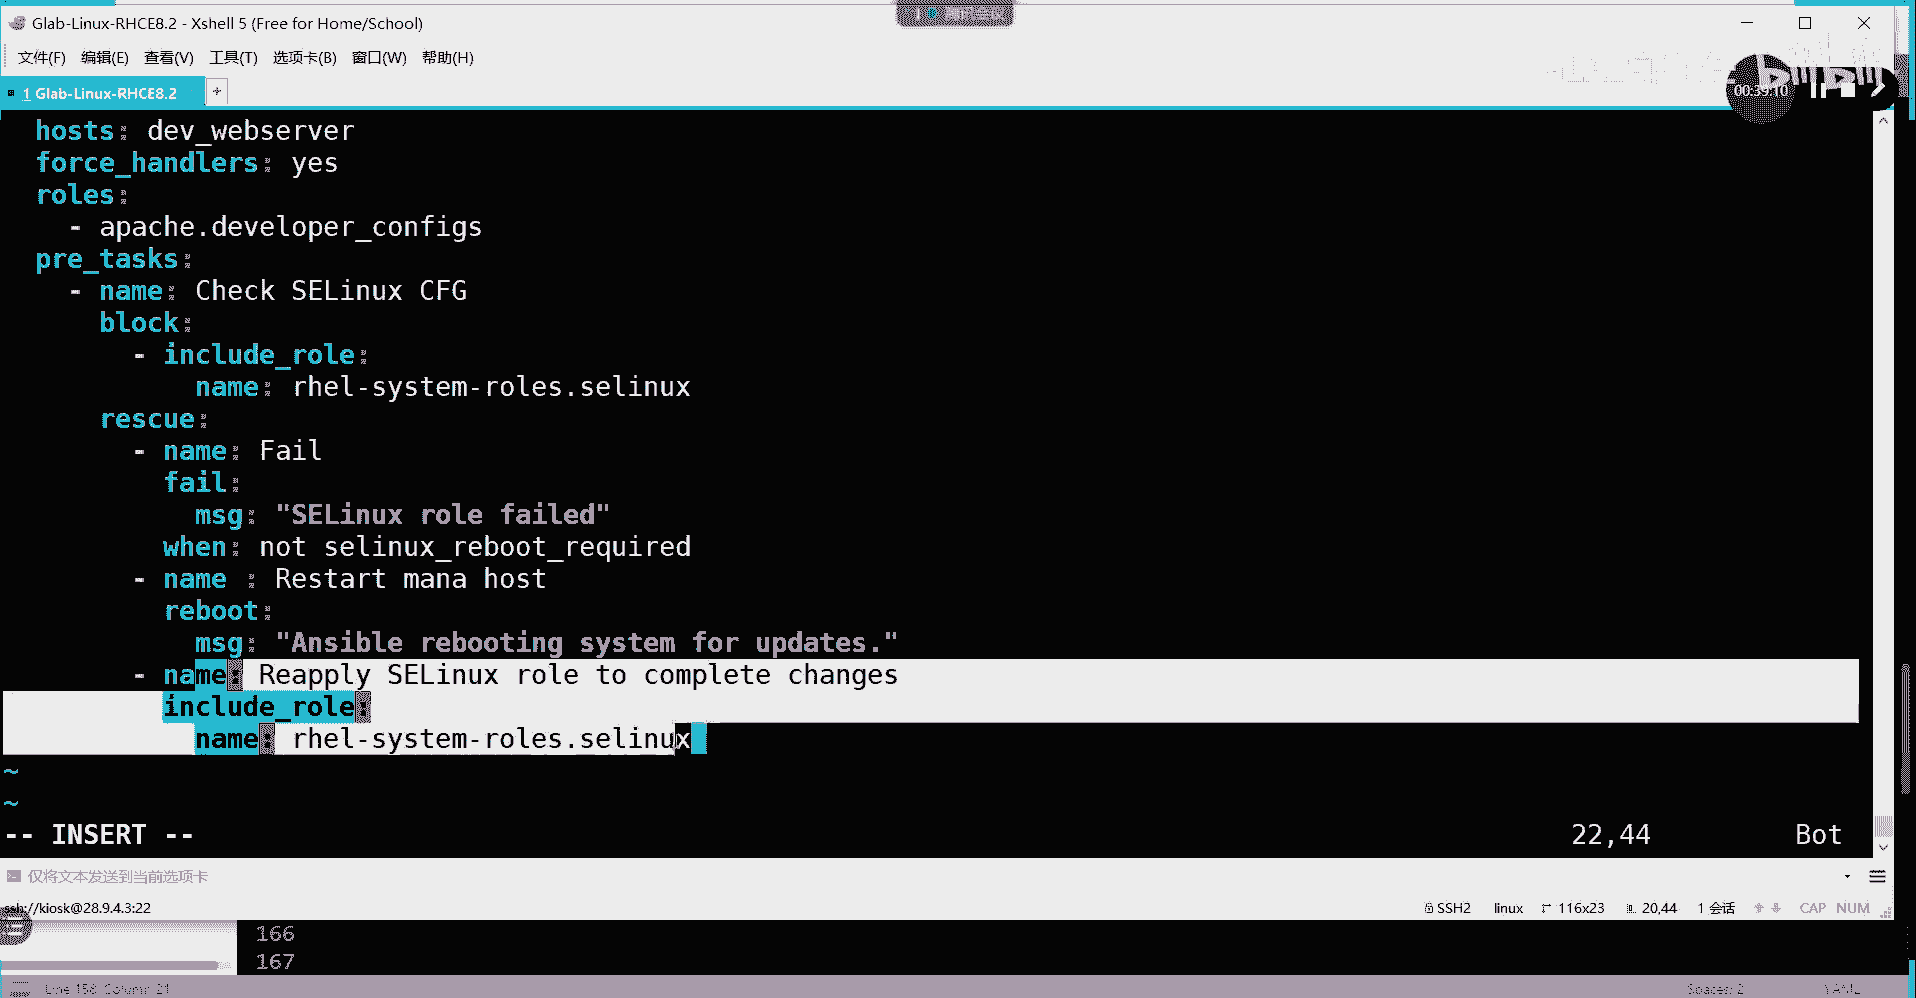 Glab-Linux-RHCE8.2 - Xshell 5 (Free for Home/School)
文件(F) 编辑(E) 查看(V) 工具(T) 选项卡(B) 窗口(W) 帮助(H)
1 Glab-Linux-RHCE8.2
+
00:39:10
hosts: dev_webserver
force_handlers: yes
roles:
- apache.developer_configs
pre_tasks:
- name: Check SELinux CFG
block:
- include_role:
name: rhel-system-roles.selinux
rescue:
- name: Fail
fail:
msg: "SELinux role failed"
when: not selinux_reboot_required
- name : Restart mana host
reboot:
msg: "Ansible rebooting system for updates."
- name: Reapply SELinux role to complete changes
include_role:
name: rhel-system-roles.selinux
~
~
-- INSERT -- 22,44 Bot
仅将文本发送到当前选项卡
ssh://kiosk@28.9.4.3:22 SSH2 linux 116x23 20,44 1 会话 CAP NUM
166
167
Line 158, Column 21 Spaces: 2 YAML